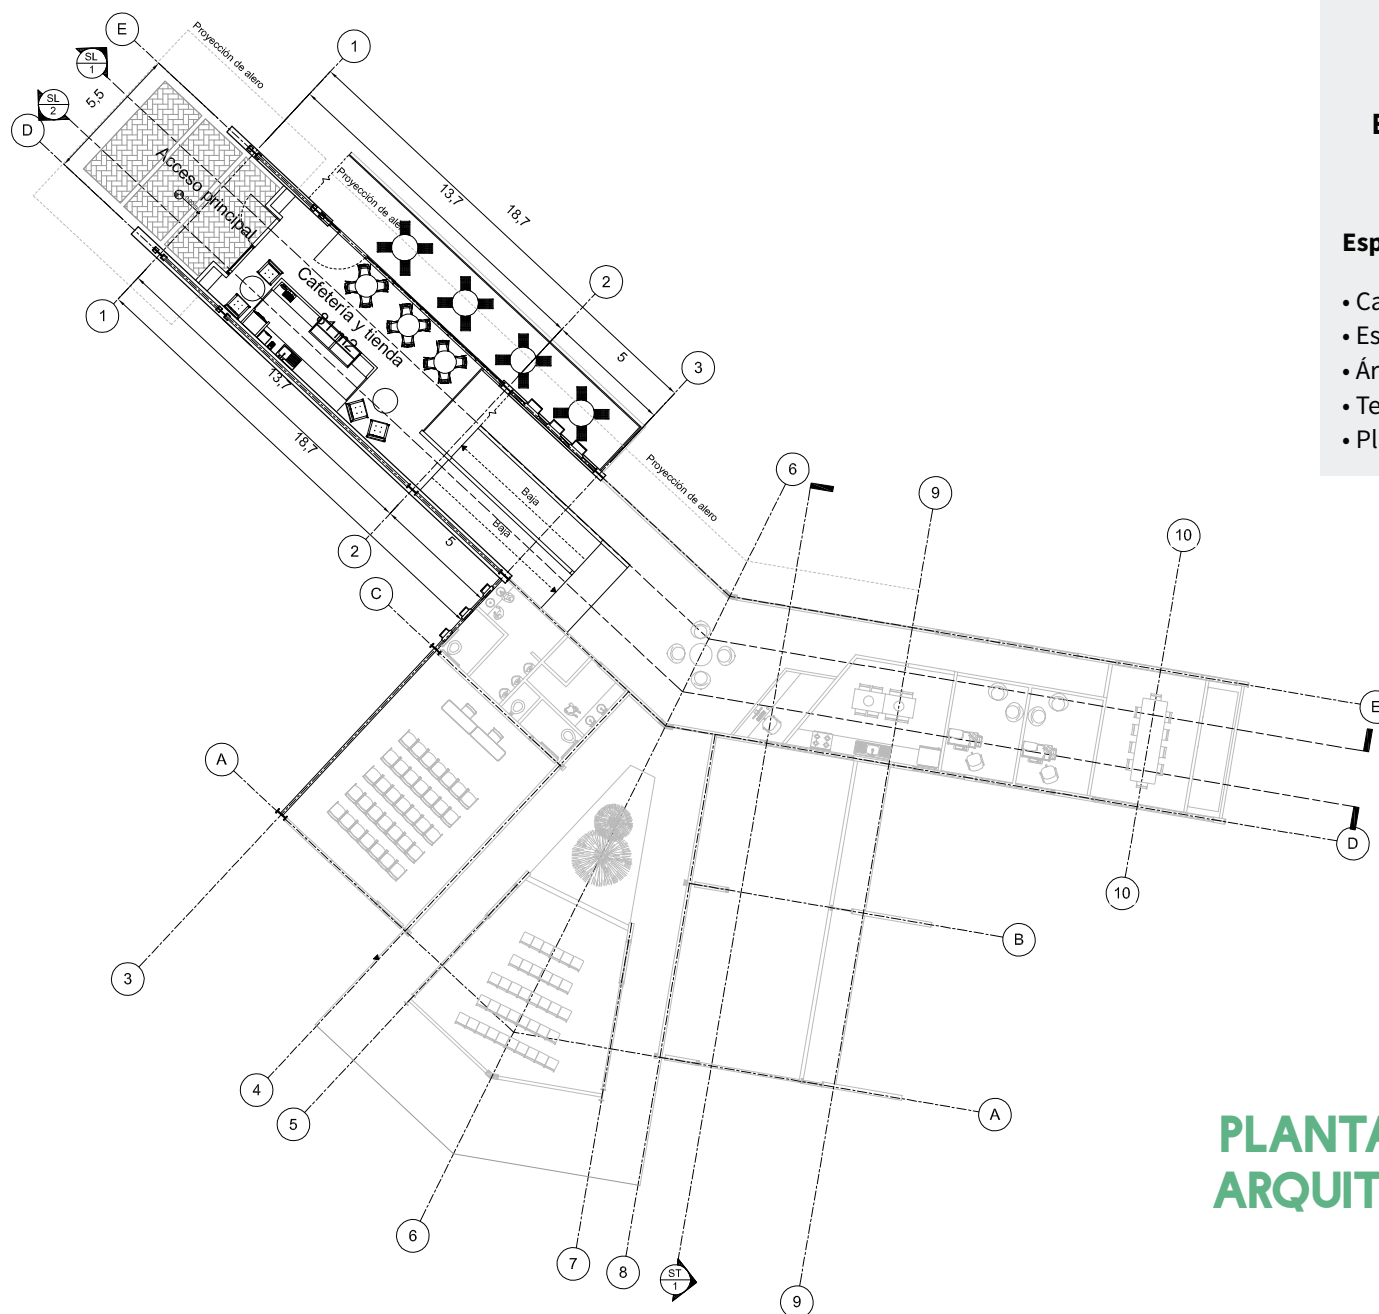 E
1
SL
1
SL
2
D
5,5
Proyección de alero
Acceso principal
Proyección de alero
13,7
18,7
2
Cafetería y tienda
m2
1
5
3
13,7
18,7
Baja
Baja
5
2
C
Proyección de alero
6
9
10
E
D
10
A
B
A
3
4
5
6
7
8
ST
1
9
E
Esp
• Ca
• Es
• Ár
• Te
• Pl
PLANTA
ARQUIT